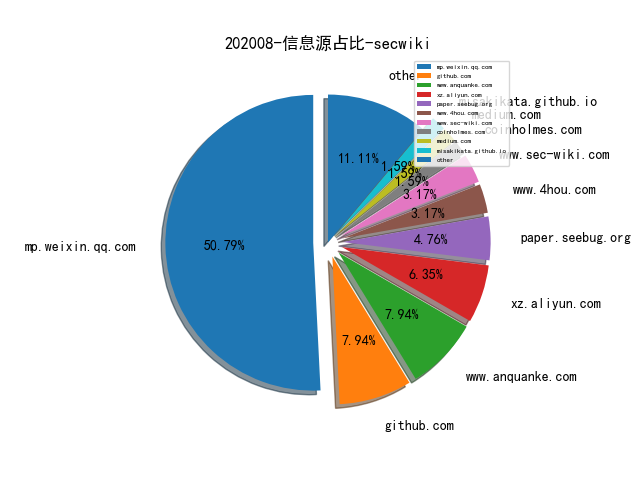 202008-信息源占比-secwiki
other
mp.weixin.qq.com
github.com
www.anquanke.com
xz.aliyun.com
paper.seebug.org
www.4hou.com
www.sec-wiki.com
coinholmes.com
medium.com
misakikata.github.io
other
misakikata.github.io
medium.com
coinholmes.com
www.sec-wiki.com
www.4hou.com
paper.seebug.org
xz.aliyun.com
www.anquanke.com
github.com
mp.weixin.qq.com
11.11%
1.59%
1.59%
1.59%
3.17%
3.17%
4.76%
6.35%
7.94%
7.94%
50.79%